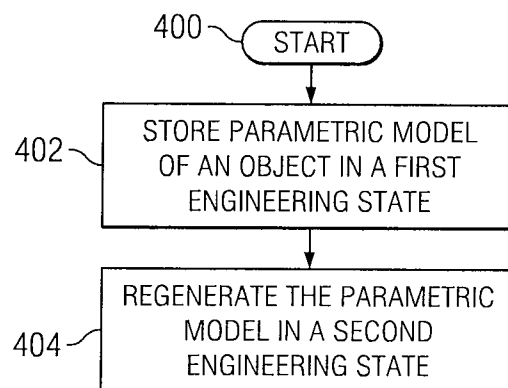 400
START
402
STORE PARAMETRIC MODEL
OF AN OBJECT IN A FIRST
ENGINEERING STATE
404
REGENERATE THE PARAMETRIC
MODEL IN A SECOND
ENGINEERING STATE